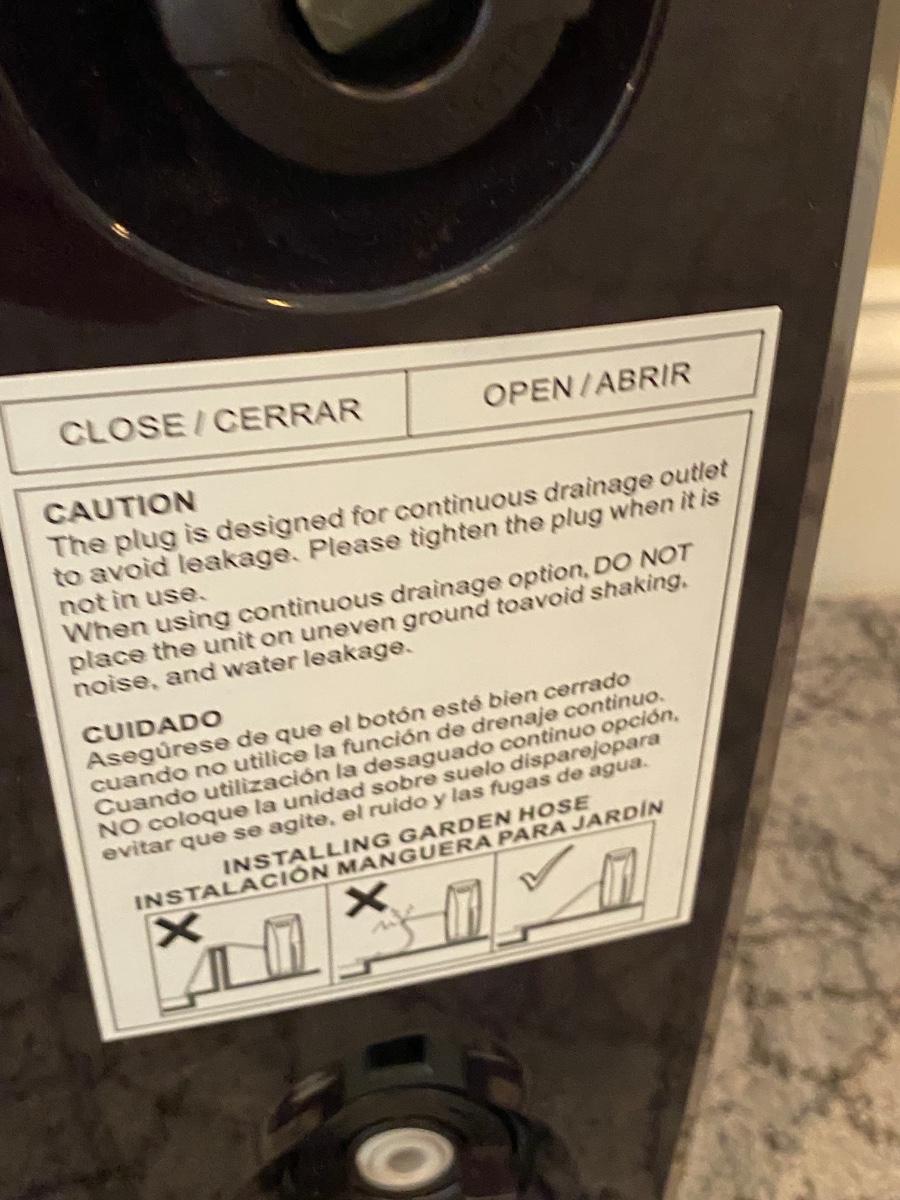 CLOSE / CERRAR
OPEN / ABRIR
CAUTION
The plug is designed for continuous drainage outlet
to avoid leakage. Please tighten the plug when it is
not in use.
When using continuous drainage option, DO NOT
place the unit on uneven ground toavoid shaking,
noise, and water leakage.
CUIDADO
Asegúrese de que el botón esté bien cerrado
cuando no utilice la función de drenaje continuo.
Cuando utilización la desaguado continuo opción,
NO coloque la unidad sobre suelo disparejopara
evitar que se agite, el ruido y las fugas de agua.
INSTALLING GARDEN HOSE
INSTALACIÓN MANGUERA PARA JARDÍN